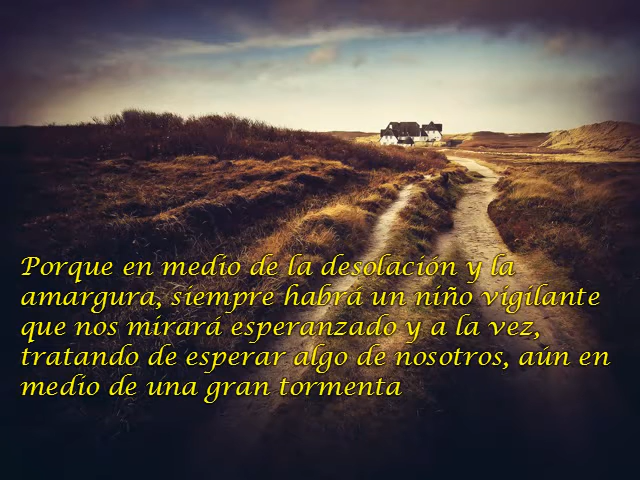 Porque en medio de la desolación y la
amargura, siempre habrá un niño vigilante
que nos mirará esperanzado y a la vez,
tratando de esperar algo de nosotros, aún en
medio de una gran tormenta